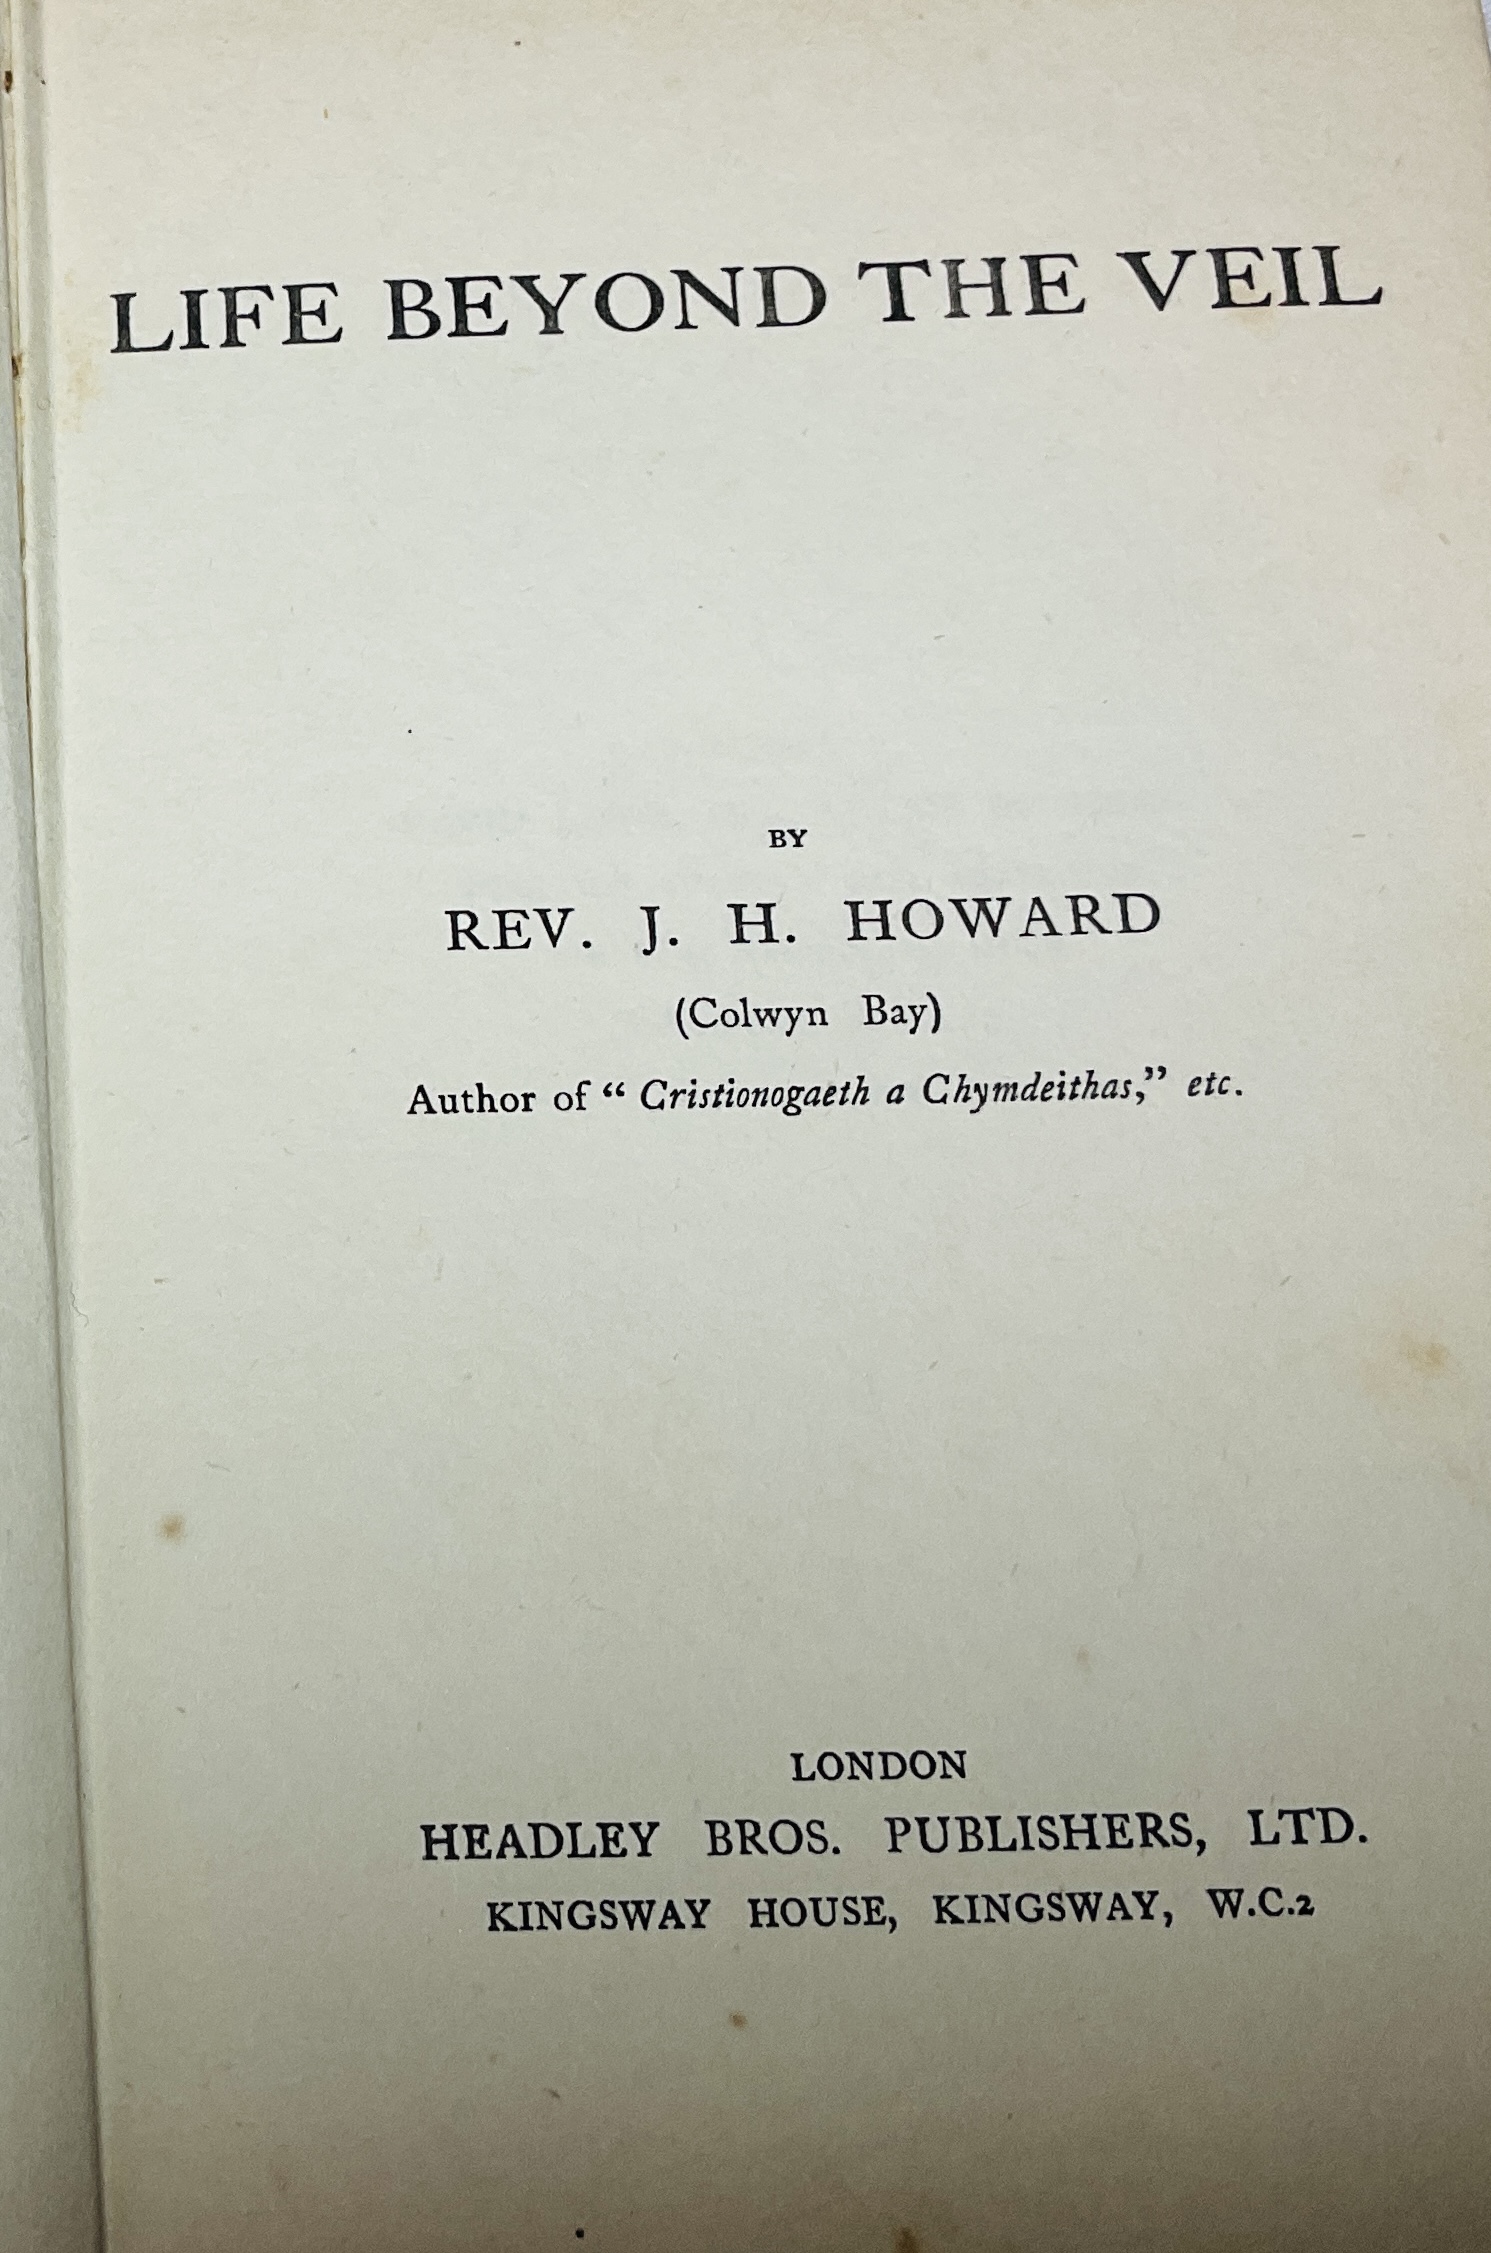 LIFE BEYOND THE VEIL
BY
REV. J. H. HOWARD
(Colwyn Bay)
Author of “ Cristionogaeth a Chymdeithas,” etc.
LONDON
HEADLEY BROS. PUBLISHERS, LTD.
KINGSWAY HOUSE, KINGSWAY, W.C.2